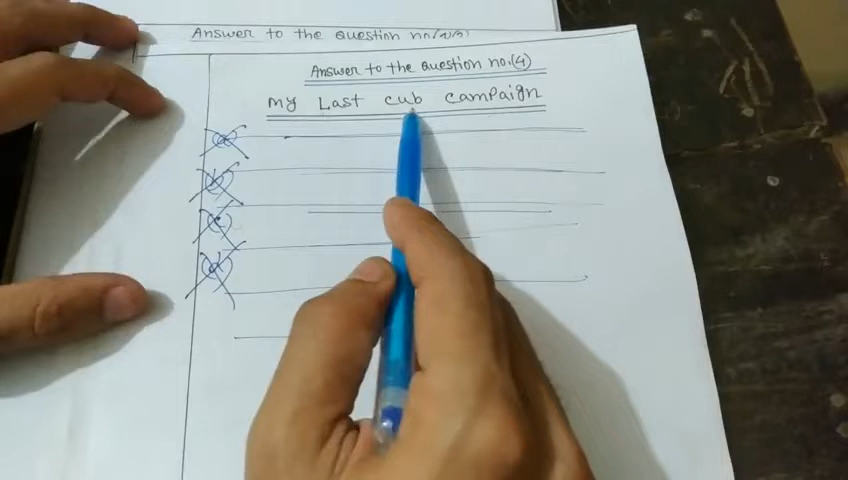 Answer to the question no(4/a)
Answer to the question no.(4)
my Last cub campaign